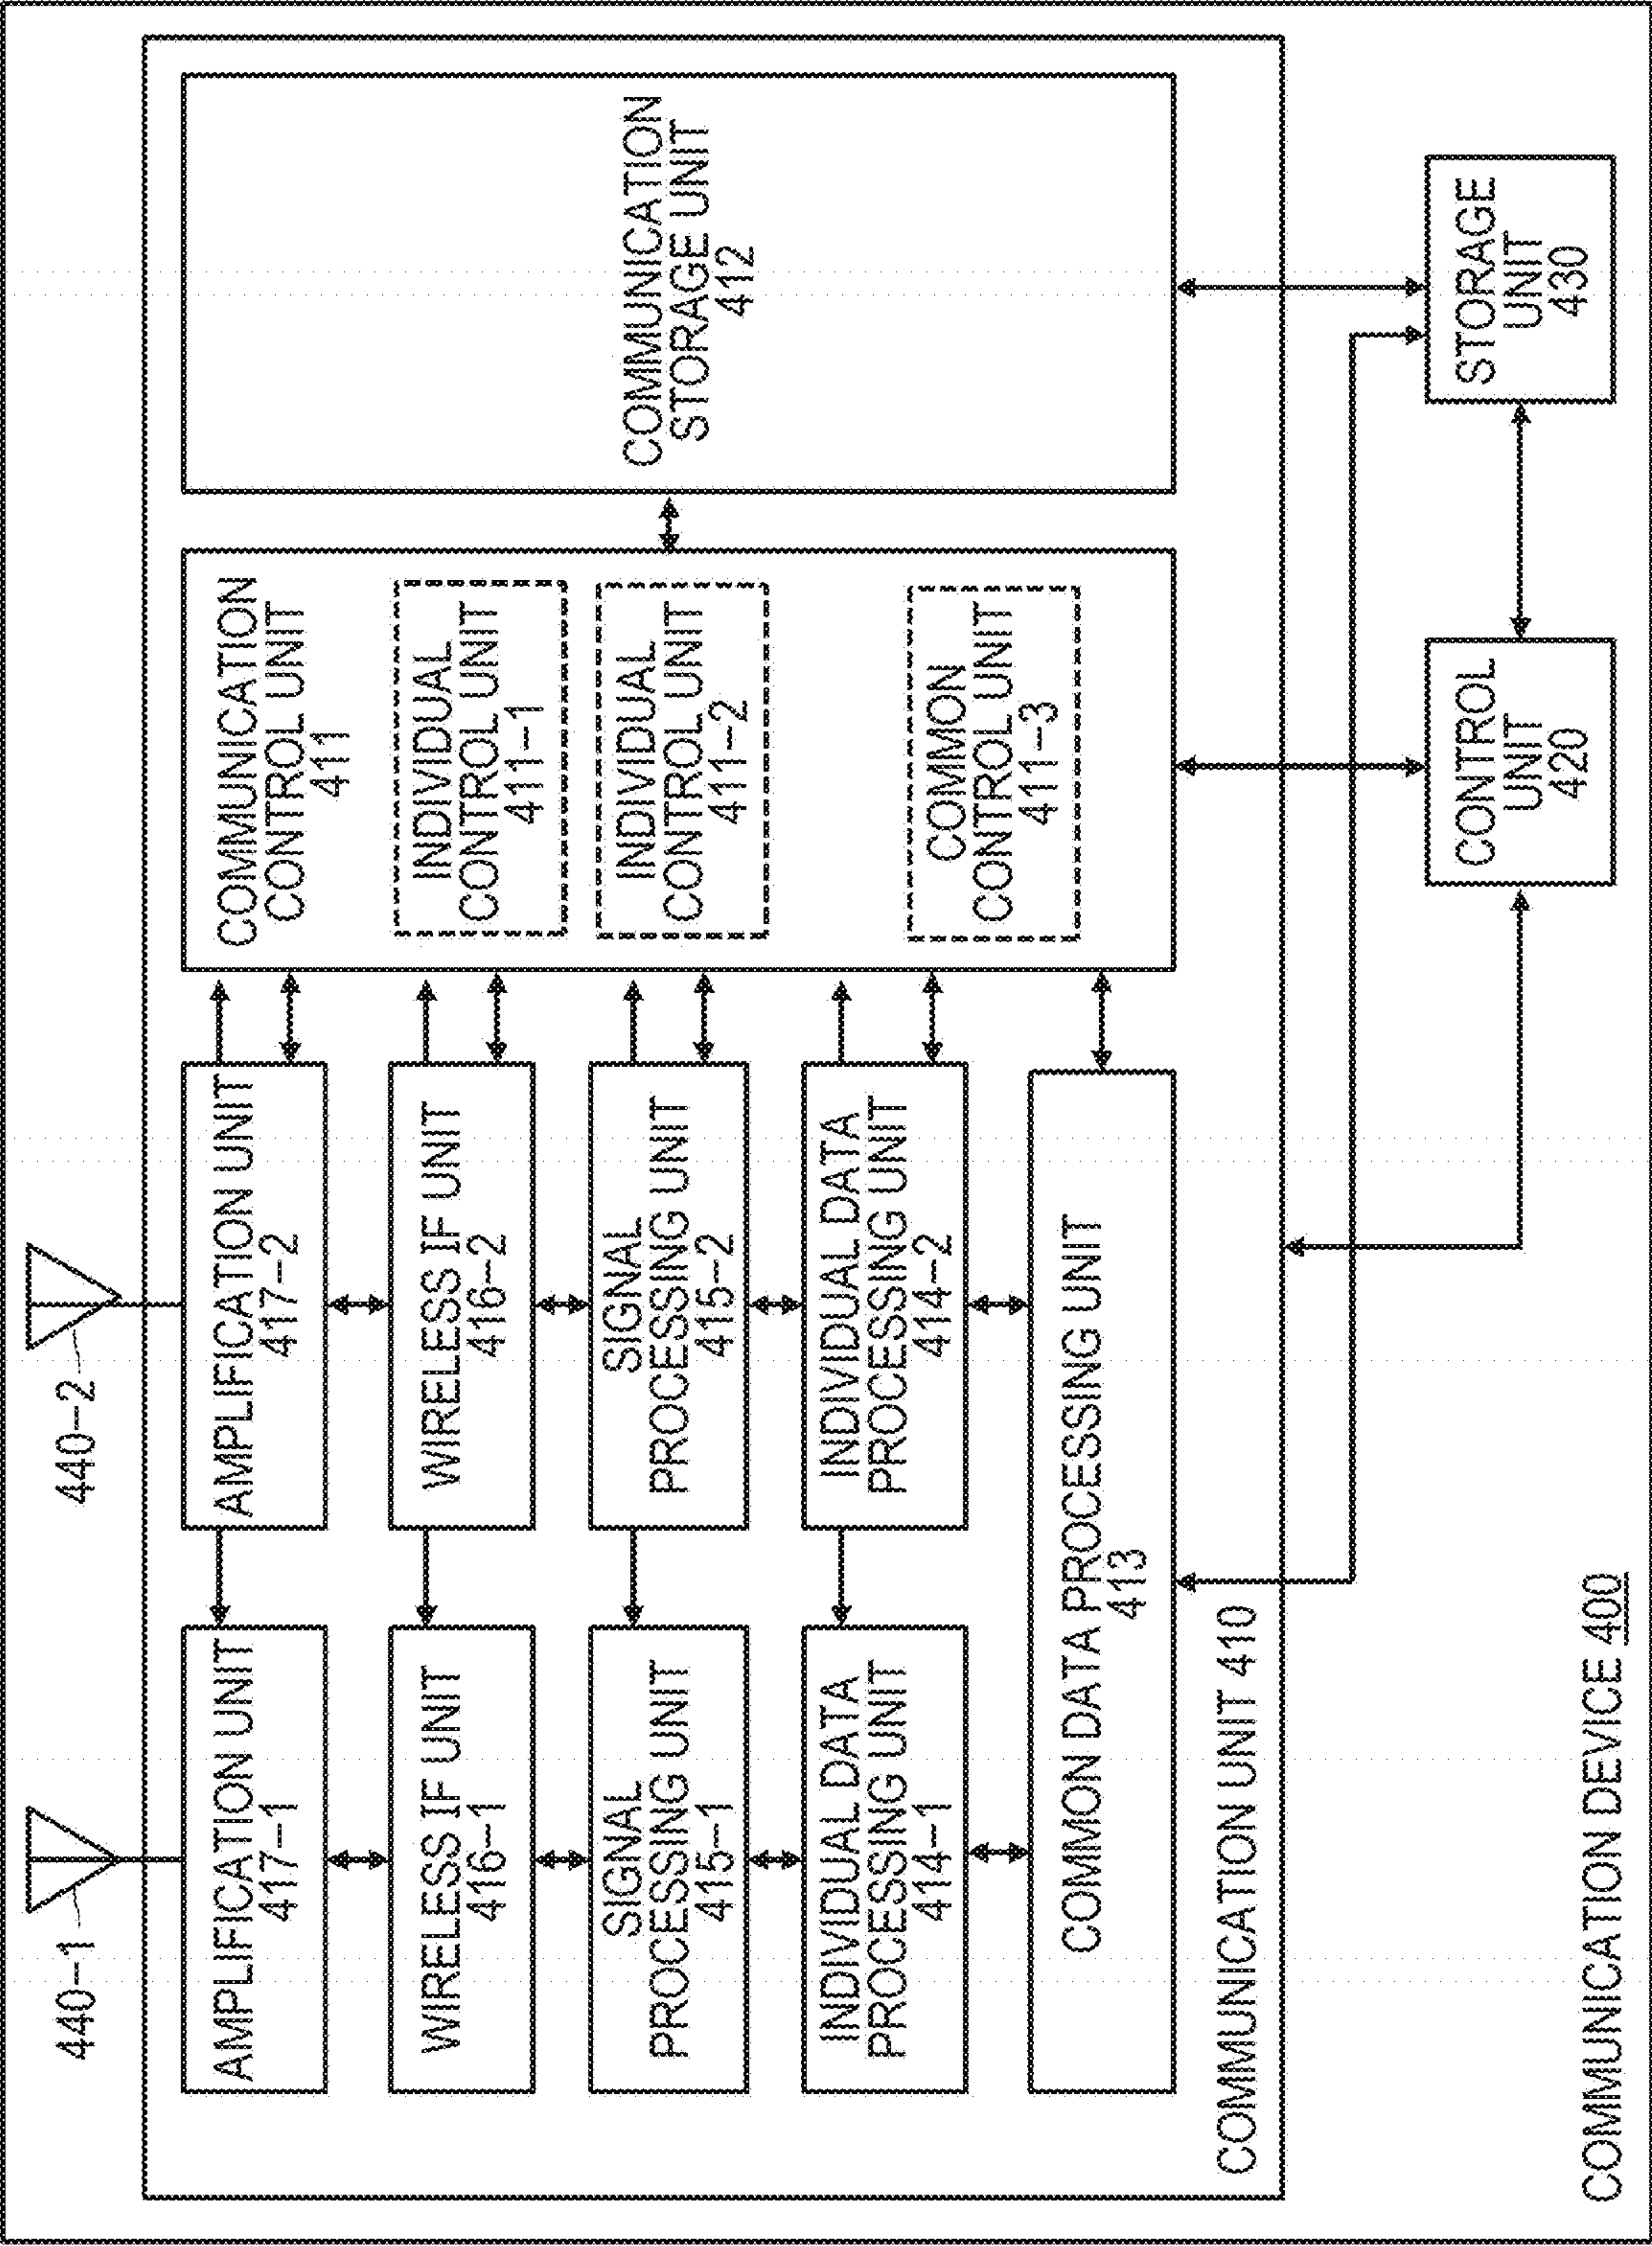 440-1
440-2
AMPLIFICATION UNIT
417-1
AMPLIFICATION UNIT
417-2
WIRELESS IF UNIT
416-1
WIRELESS IF UNIT
416-2
SIGNAL
PROCESSING UNIT
415-1
SIGNAL
PROCESSING UNIT
415-2
INDIVIDUAL DATA
PROCESSING UNIT
414-1
INDIVIDUAL DATA
PROCESSING UNIT
414-2
COMMON DATA PROCESSING UNIT
413
COMMUNICATION
CONTROL UNIT
411
INDIVIDUAL
CONTROL UNIT
411-1
INDIVIDUAL
CONTROL UNIT
411-2
COMMON
CONTROL UNIT
411-3
COMMUNICATION
STORAGE UNIT
412
COMMUNICATION UNIT 410
CONTROL
UNIT
420
STORAGE
UNIT
430
COMMUNICATION DEVICE 400